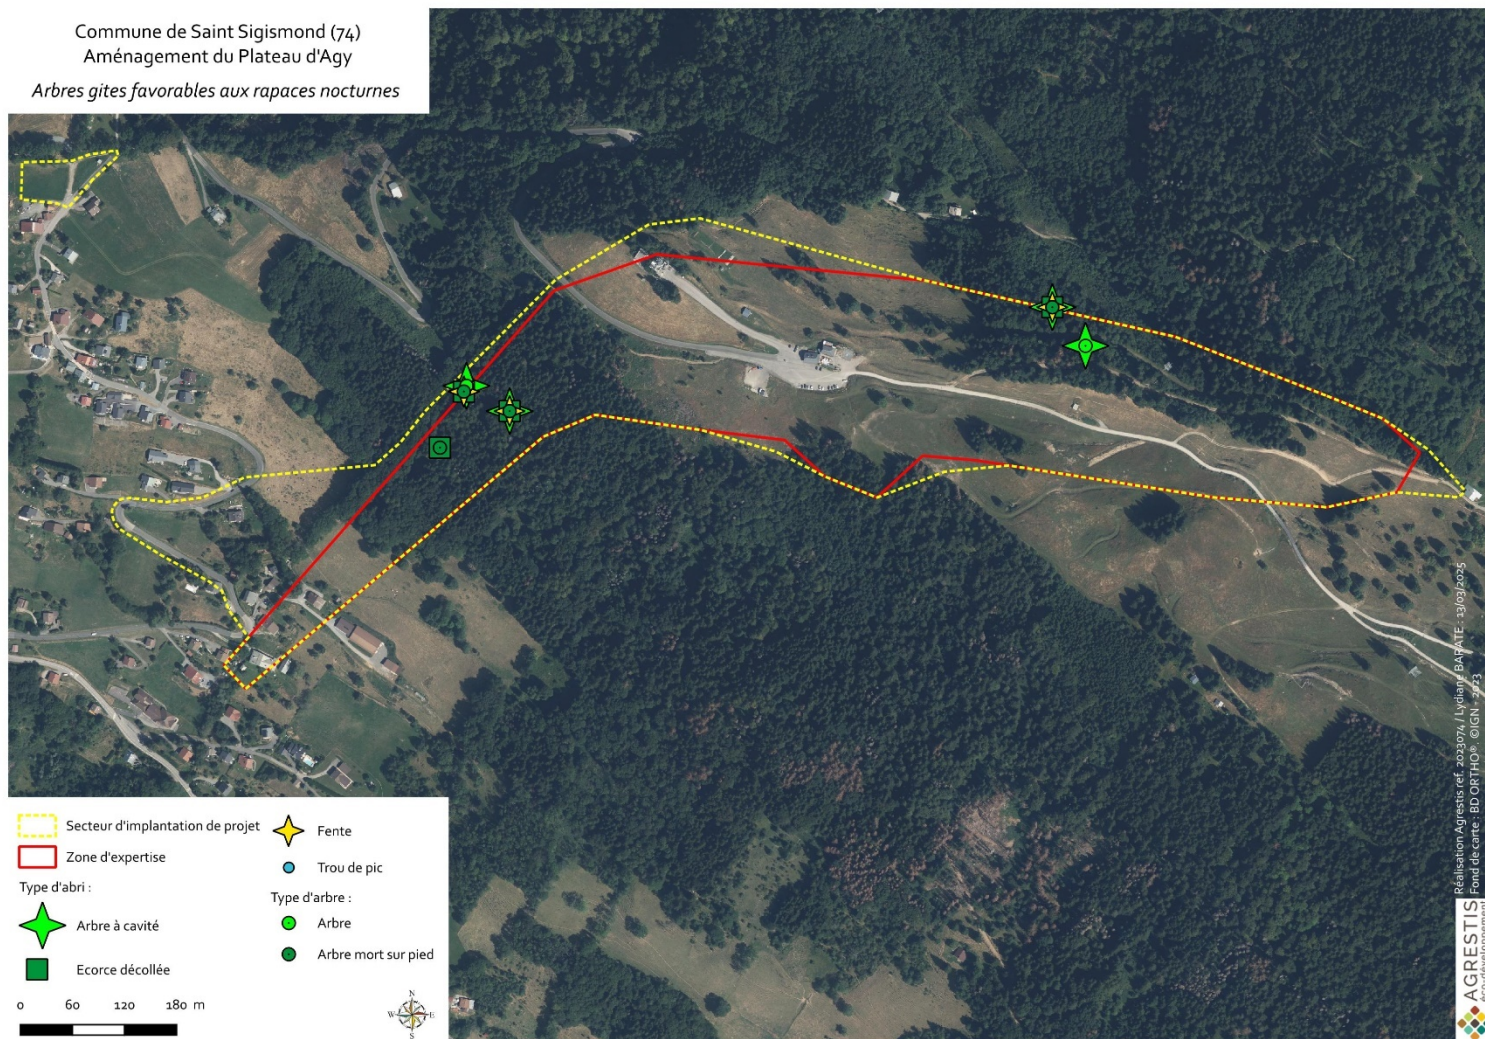 Commune de Saint Sigismond (74)
Aménagement du Plateau d'Agy
Arbres gites favorables aux rapaces nocturnes
Secteur d'implantation de projet
Zone d'expertise
Type d'abri :
Arbre à cavité
Ecorce décollée
Fente
Trou de pic
Type d'arbre :
Arbre
Arbre mort sur pied
0 60 120 180 m
N
W E
S
Réalisation Agrestis ref. 2023074 / Lydiane BARATE : 13/03/2025
Fond de carte : BD ORTHO®, ©IGN - 2023
AGRESTIS
éco-développement